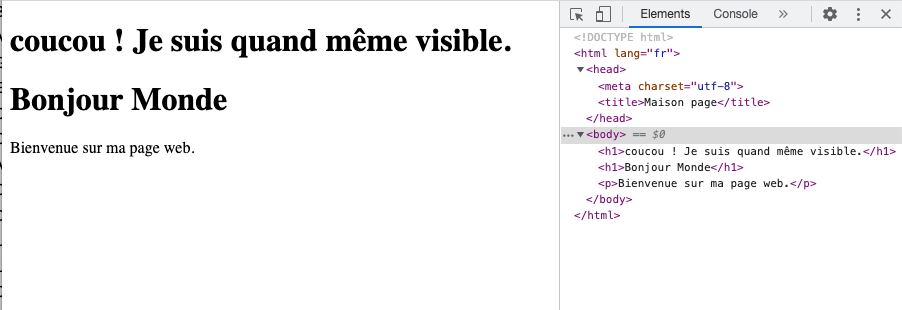 coucou ! Je suis quand même visible.
Bonjour Monde
Bienvenue sur ma page web.
Elements Console »
<!DOCTYPE html>
<html lang="fr">
<head>
<meta charset="utf-8">
<title>Maison page</title>
</head>
<body> == $0
<h1>coucou ! Je suis quand même visible.</h1>
<h1>Bonjour Monde</h1>
<p>Bienvenue sur ma page web.</p>
</body>
</html>